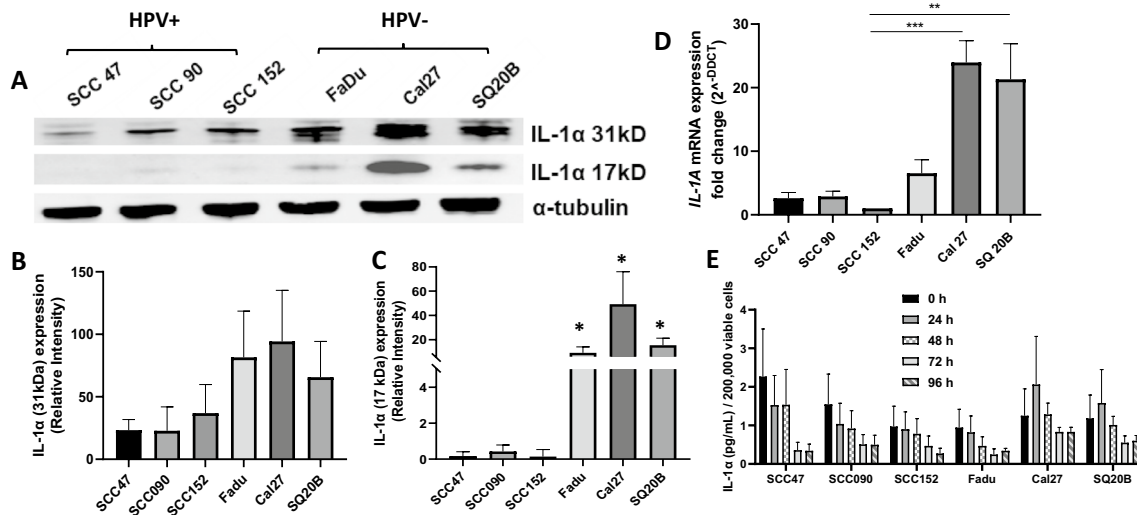 HPV+
HPV-
A
SCC 47
SCC 90
SCC 152
FaDu
Cal27
SQ20B
IL-1α 31kD
IL-1α 17kD
α-tubulin
B
IL-1α (31kDa) expression
(Relative Intensity)
150
100
50
0
SCC47
SCC090
SCC152
Fadu
Cal27
SQ20B
C
IL-1α (17 kDa) expression
(Relative Intensity)
80
60
40
20
4
2
0
*
*
*
SCC47
SCC090
SCC152
Fadu
Cal27
SQ20B
D
IL-1A mRNA expression
fold change (2^-DDCT)
30
20
10
0
**
***
SCC 47
SCC 90
SCC 152
Fadu
Cal 27
SQ 20B
E
IL-1α (pg/mL) / 200,000 viable cells
4
3
2
1
0
0 h
24 h
48 h
72 h
96 h
SCC47
SCC090
SCC152
Fadu
Cal27
SQ20B